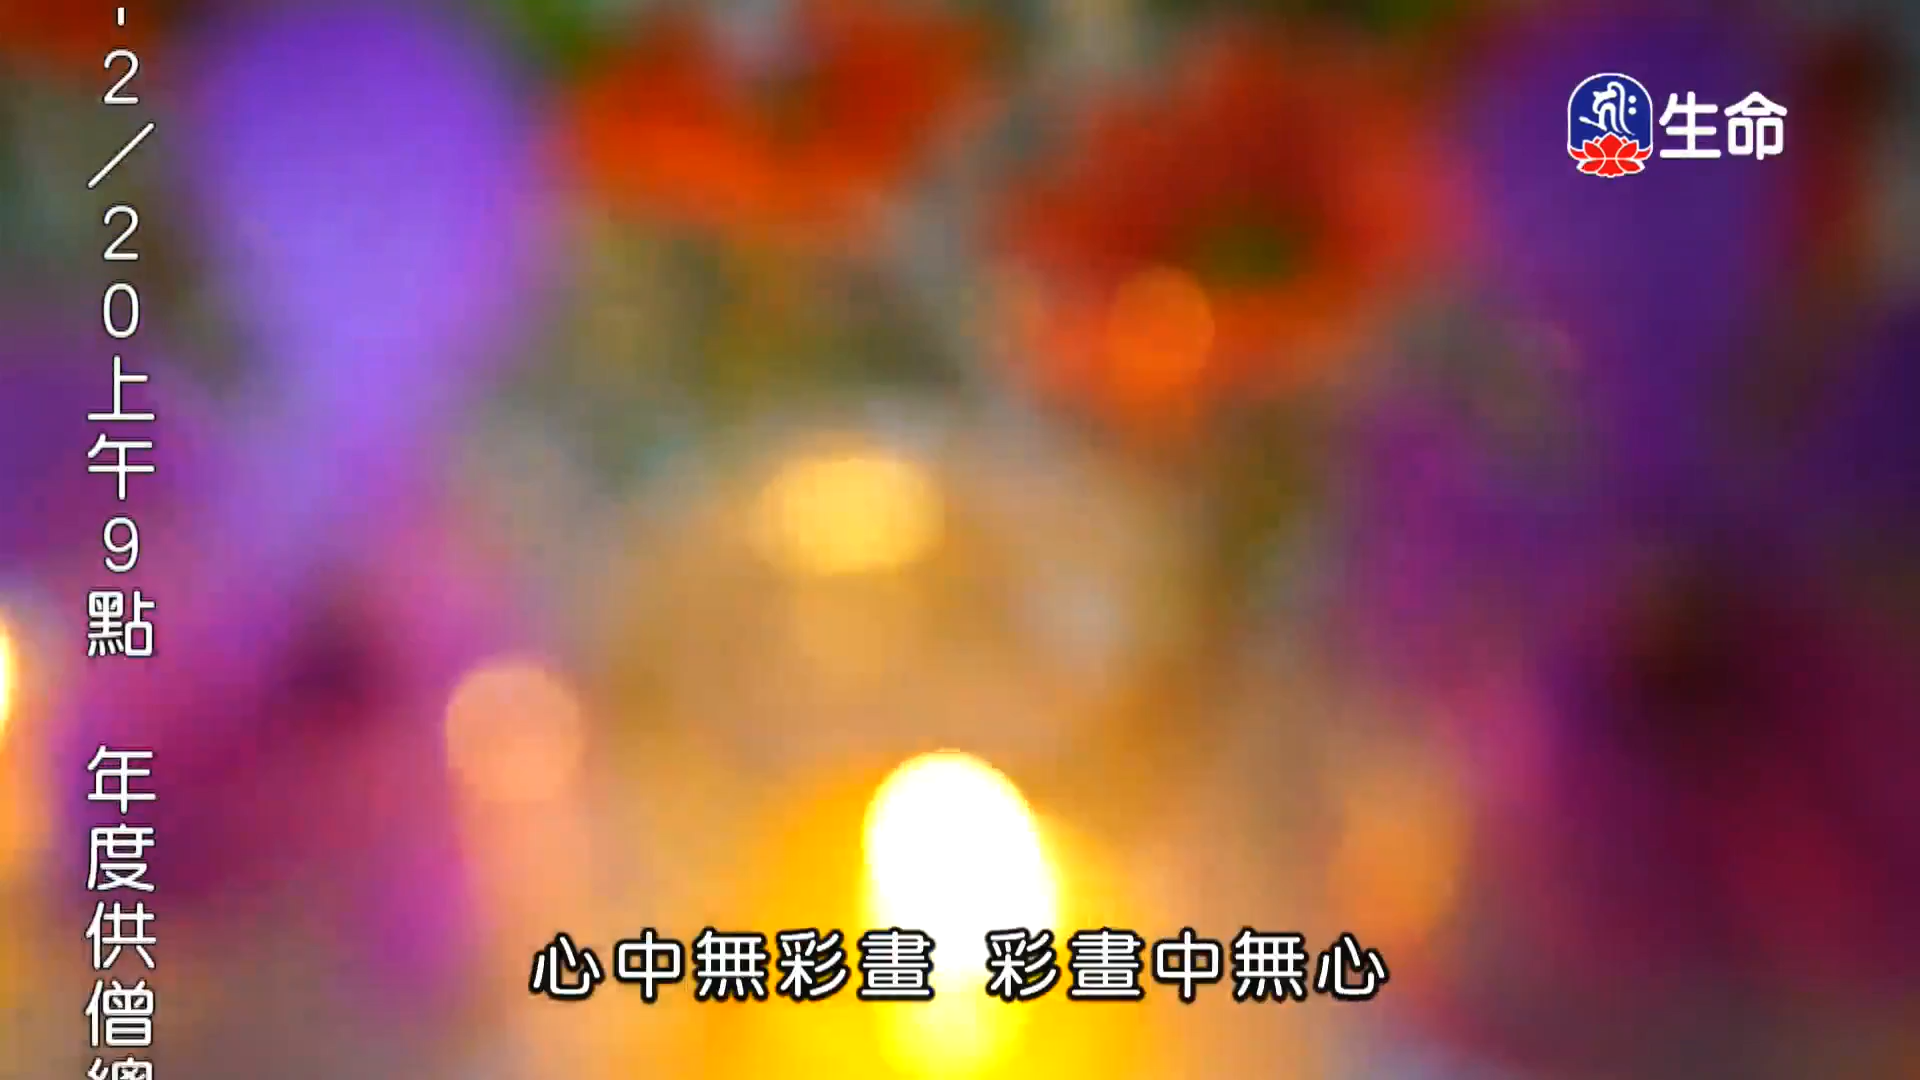 2/20上午9點 年度供僧
生命
心中無彩畫 彩畫中無心